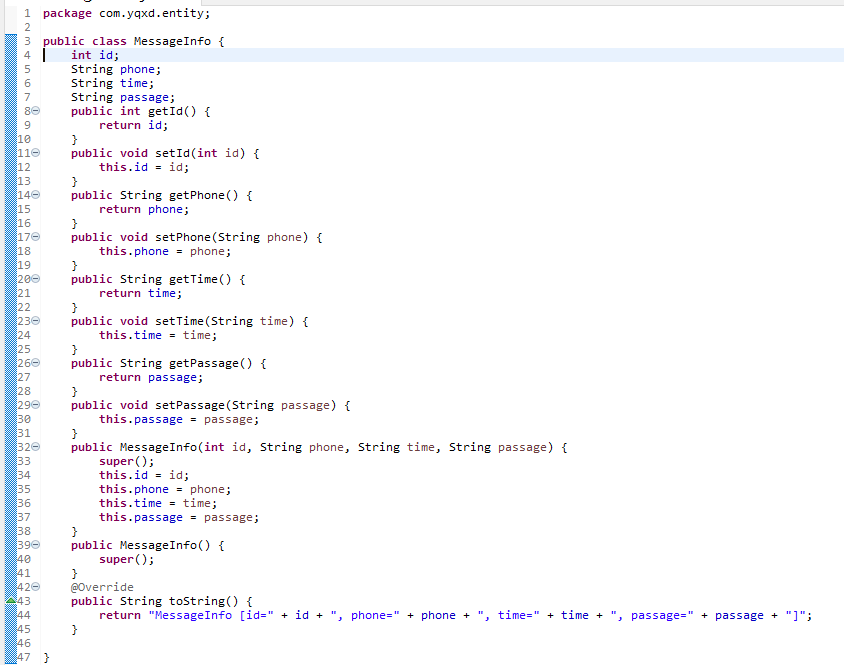 1 package com.yqxd.entity;
2
3 public class MessageInfo {
4     int id;
5     String phone;
6     String time;
7     String passage;
8     public int getId() {
9         return id;
10     }
11     public void setId(int id) {
12         this.id = id;
13     }
14     public String getPhone() {
15         return phone;
16     }
17     public void setPhone(String phone) {
18         this.phone = phone;
19     }
20     public String getTime() {
21         return time;
22     }
23     public void setTime(String time) {
24         this.time = time;
25     }
26     public String getPassage() {
27         return passage;
28     }
29     public void setPassage(String passage) {
30         this.passage = passage;
31     }
32     public MessageInfo(int id, String phone, String time, String passage) {
33         super();
34         this.id = id;
35         this.phone = phone;
36         this.time = time;
37         this.passage = passage;
38     }
39     public MessageInfo() {
40         super();
41     }
42     @Override
43     public String toString() {
44         return "MessageInfo [id=" + id + ", phone=" + phone + ", time=" + time + ", passage=" + passage + "]";
45     }
46
47 }